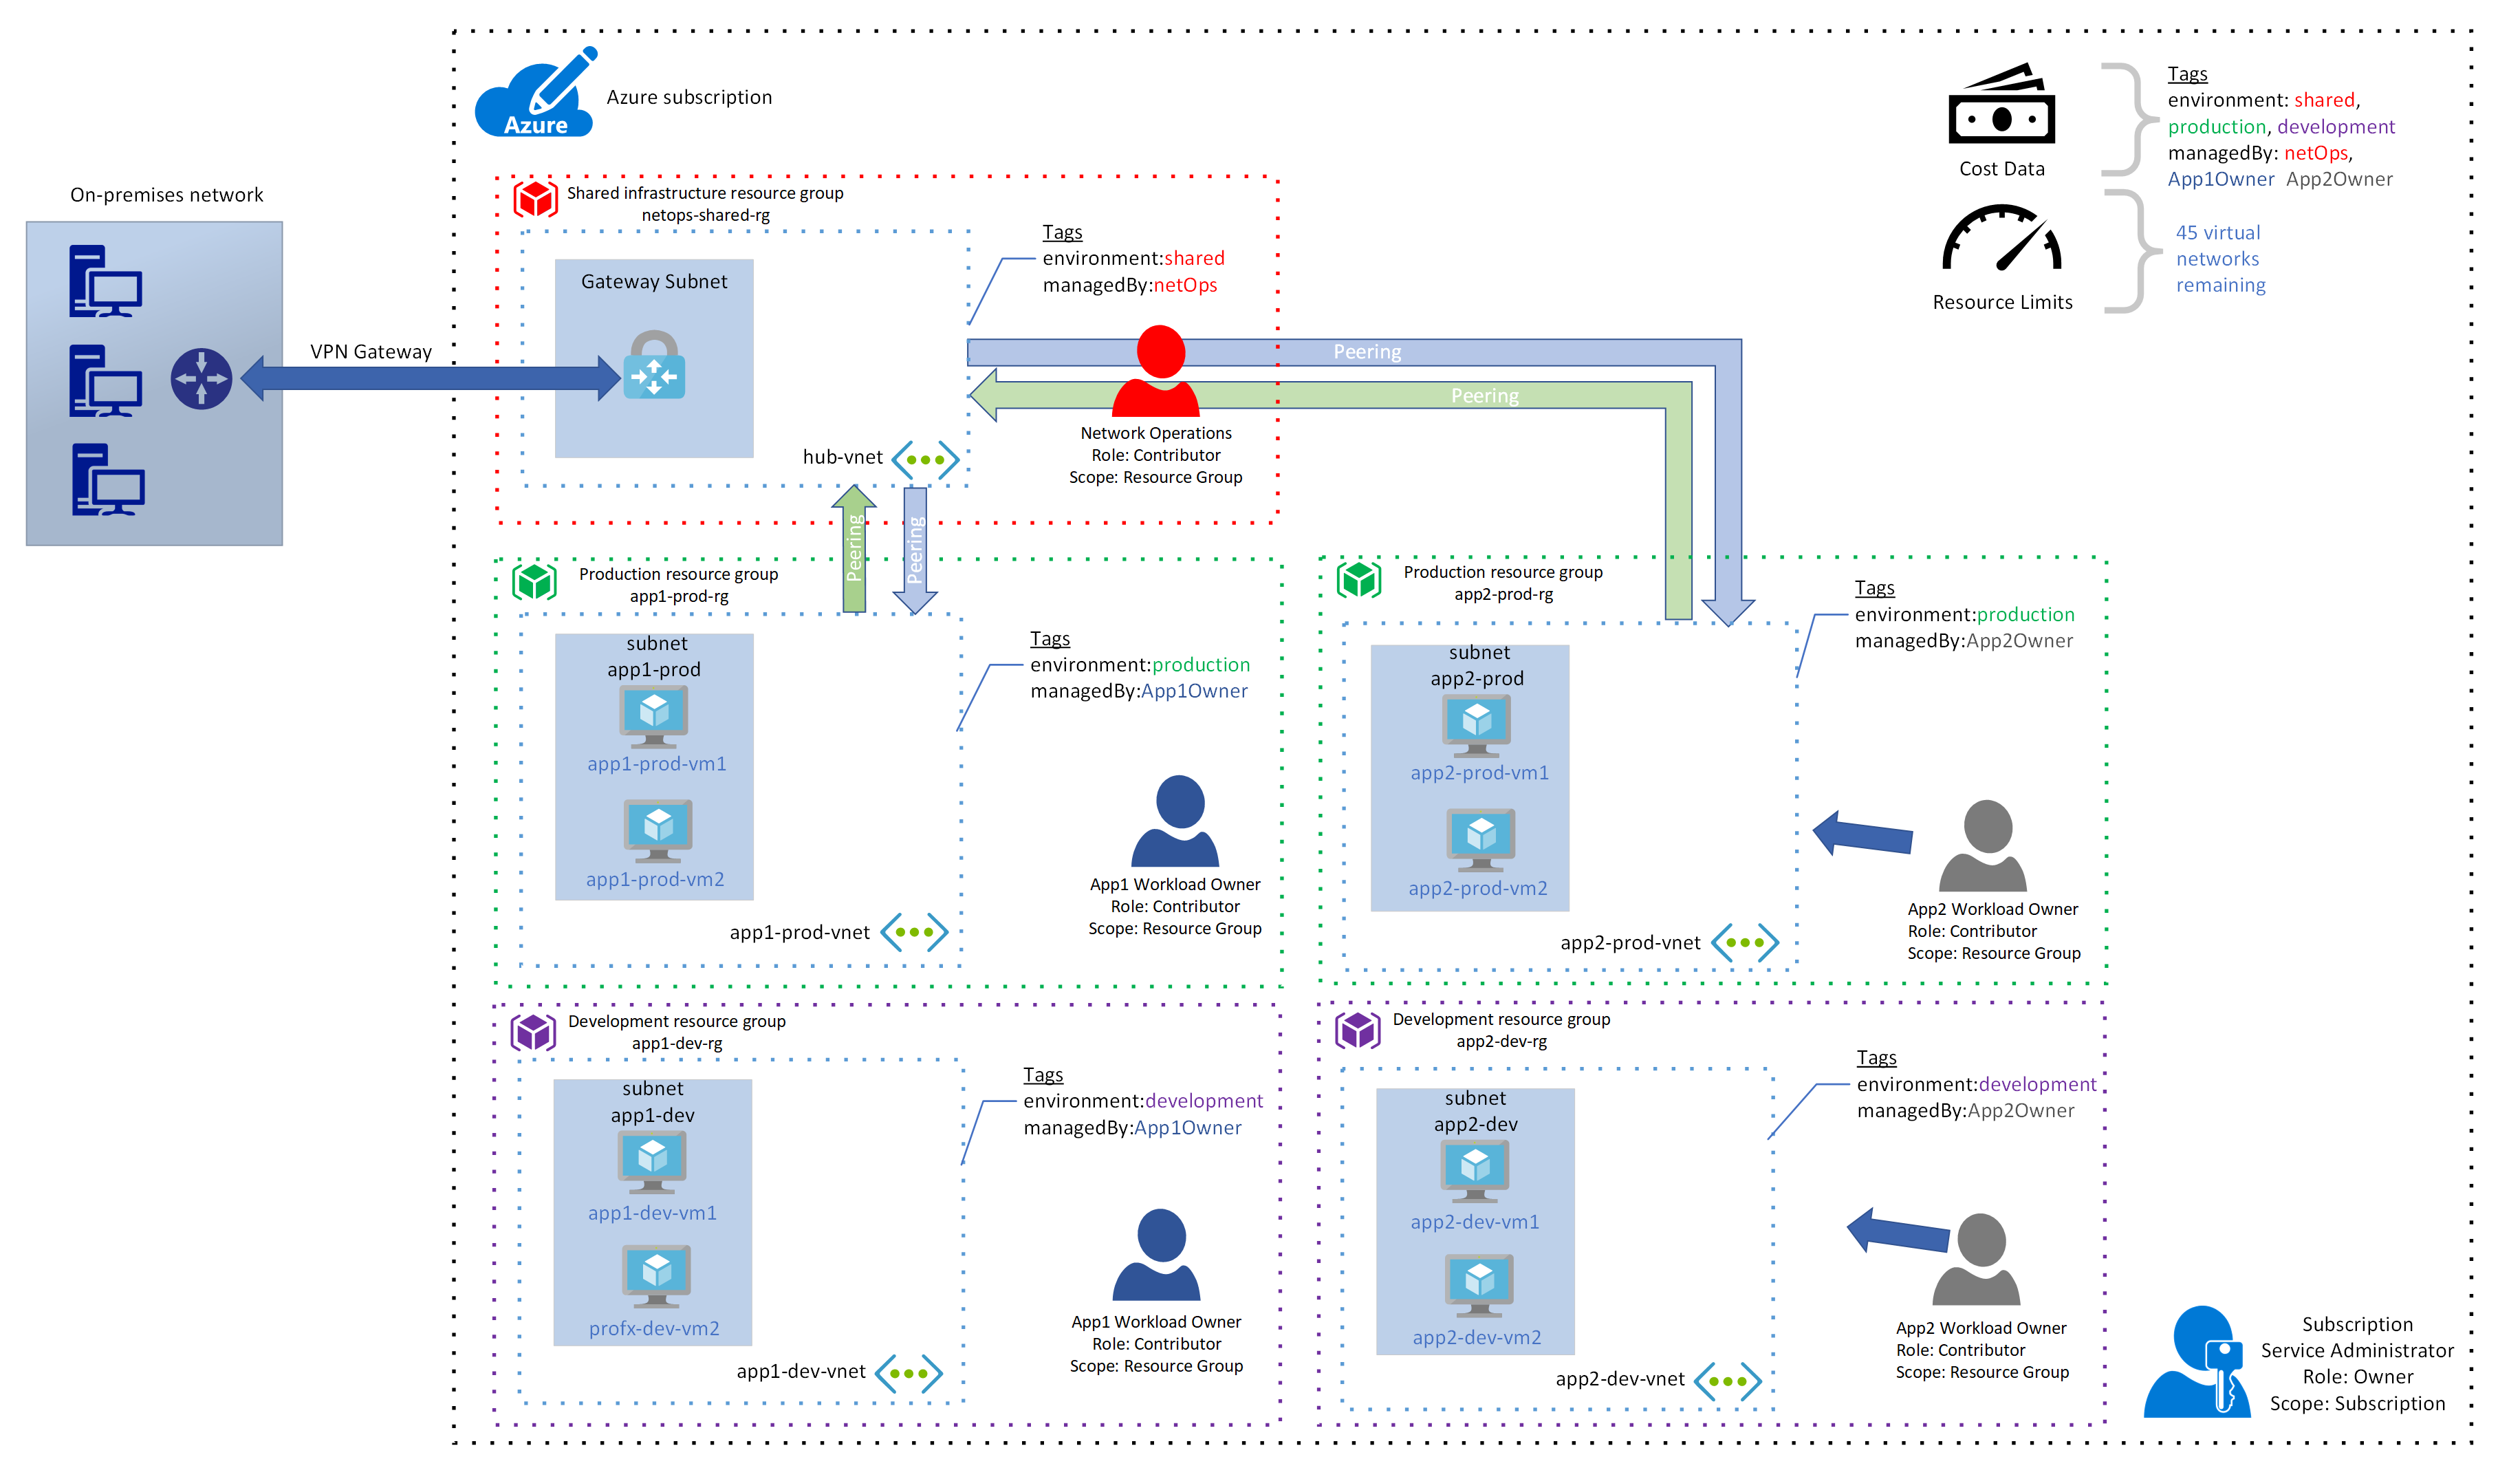 Azure
Azure subscription
Cost Data
Tags
environment: shared,
production, development
managedBy: netOps,
App1Owner App2Owner
Resource Limits
45 virtual
networks
remaining
On-premises network
VPN Gateway
Shared infrastructure resource group
netops-shared-rg
Gateway Subnet
hub-vnet
Tags
environment:shared
managedBy:netOps
Network Operations
Role: Contributor
Scope: Resource Group
Peering
Peering
Peering
Peering
Production resource group
app1-prod-rg
subnet
app1-prod
app1-prod-vm1
app1-prod-vm2
app1-prod-vnet
Tags
environment:production
managedBy:App1Owner
App1 Workload Owner
Role: Contributor
Scope: Resource Group
Production resource group
app2-prod-rg
subnet
app2-prod
app2-prod-vm1
app2-prod-vm2
app2-prod-vnet
Tags
environment:production
managedBy:App2Owner
App2 Workload Owner
Role: Contributor
Scope: Resource Group
Development resource group
app1-dev-rg
subnet
app1-dev
app1-dev-vm1
profx-dev-vm2
app1-dev-vnet
Tags
environment:development
managedBy:App1Owner
App1 Workload Owner
Role: Contributor
Scope: Resource Group
Development resource group
app2-dev-rg
subnet
app2-dev
app2-dev-vm1
app2-dev-vm2
app2-dev-vnet
Tags
environment:development
managedBy:App2Owner
App2 Workload Owner
Role: Contributor
Scope: Resource Group
Subscription
Service Administrator
Role: Owner
Scope: Subscription